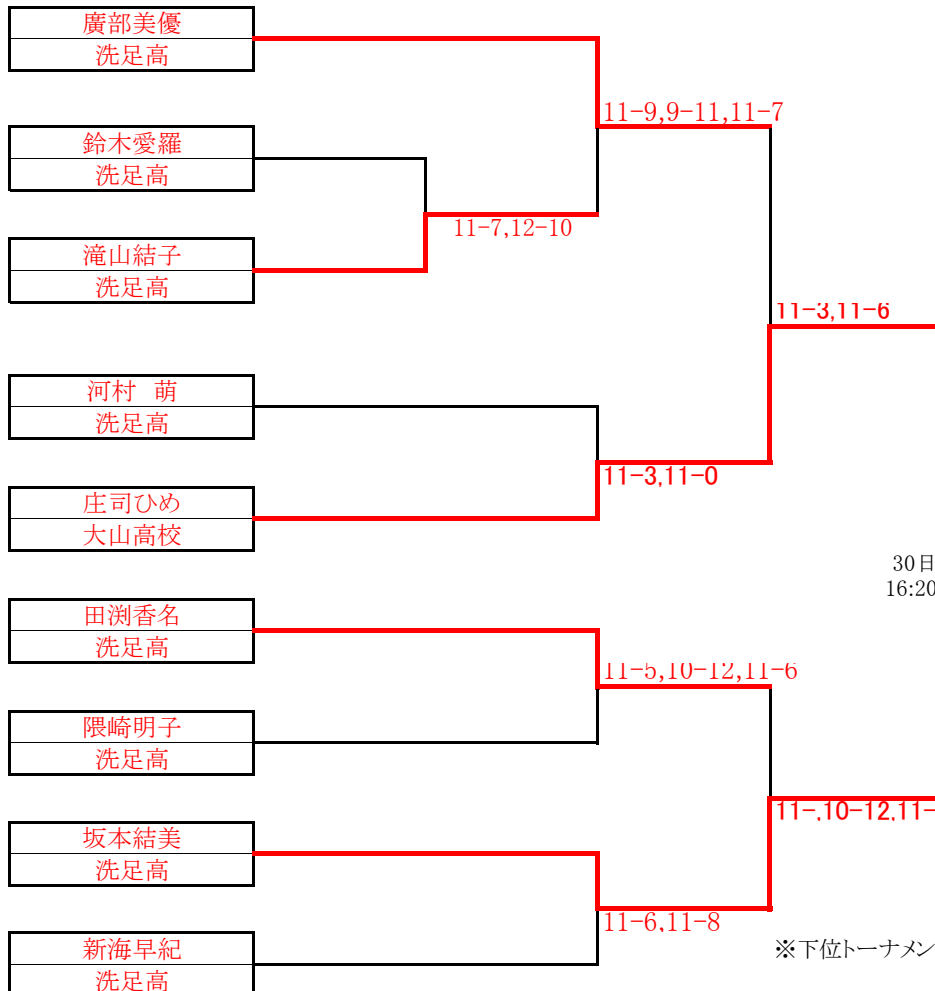 廣部美優
洗足高
11-9,9-11,11-7
鈴木愛羅
洗足高
11-7,12-10
滝山結子
洗足高
11-3,11-6
河村　萌
洗足高
11-3,11-0
庄司ひめ
大山高校
30日
16:20
田渕香名
洗足高
11-5,10-12,11-6
隈崎明子
洗足高
11-,10-12,11-
坂本結美
洗足高
11-6,11-8
新海早紀
洗足高
※下位トーナメン